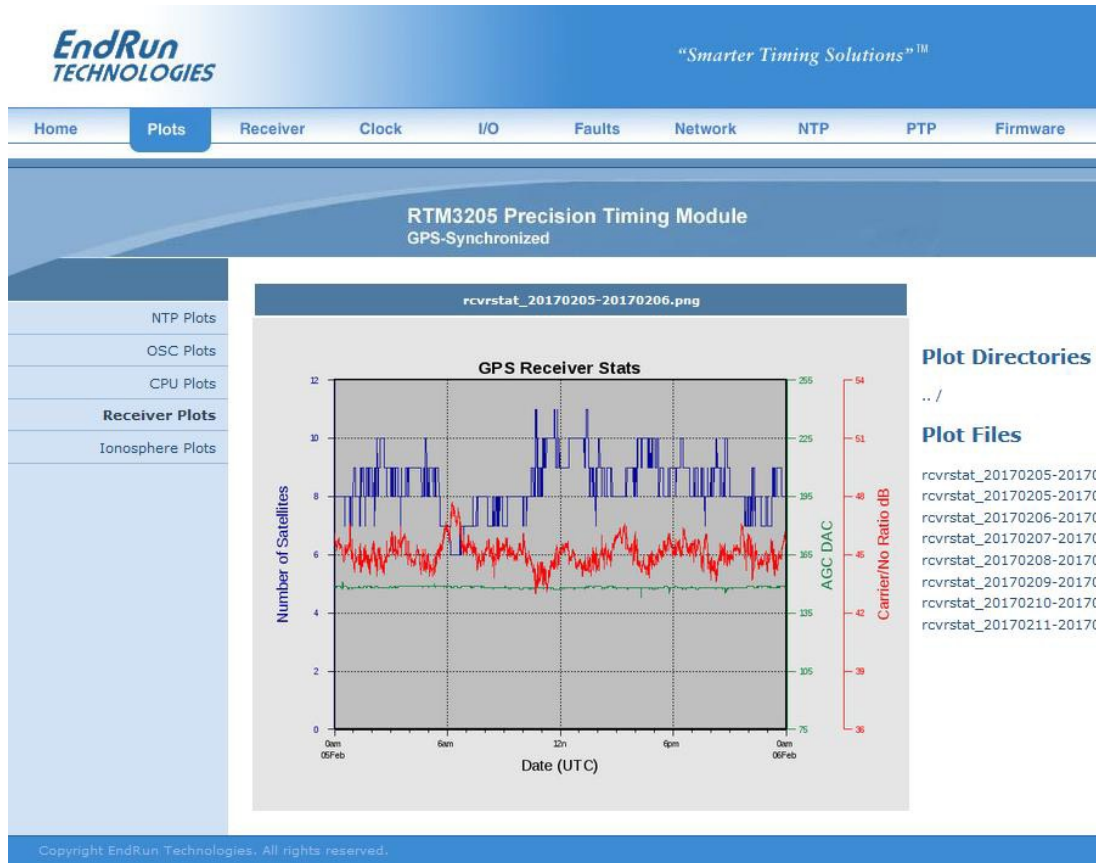 EndRun
TECHNOLOGIES
“Smarter Timing Solutions”™
Home Plots Receiver Clock I/O Faults Network NTP PTP Firmware
RTM3205 Precision Timing Module
GPS-Synchronized
NTP Plots
OSC Plots
CPU Plots
Receiver Plots
Ionosphere Plots
rcvrstat_20170205-20170206.png
GPS Receiver Stats
Number of Satellites
12
10
8
6
4
2
0
255
225
195
165
135
105
75
AGC DAC
54
51
48
45
42
39
36
Carrier/No Ratio dB
0am 6am 12n 6pm 0am
05Feb 06Feb
Date (UTC)
Plot Directories
.. /
Plot Files
rcvrstat_20170205-2017
rcvrstat_20170205-2017
rcvrstat_20170206-2017
rcvrstat_20170207-2017
rcvrstat_20170208-2017
rcvrstat_20170209-2017
rcvrstat_20170210-2017
rcvrstat_20170211-2017
Copyright EndRun Technologies. All rights reserved.